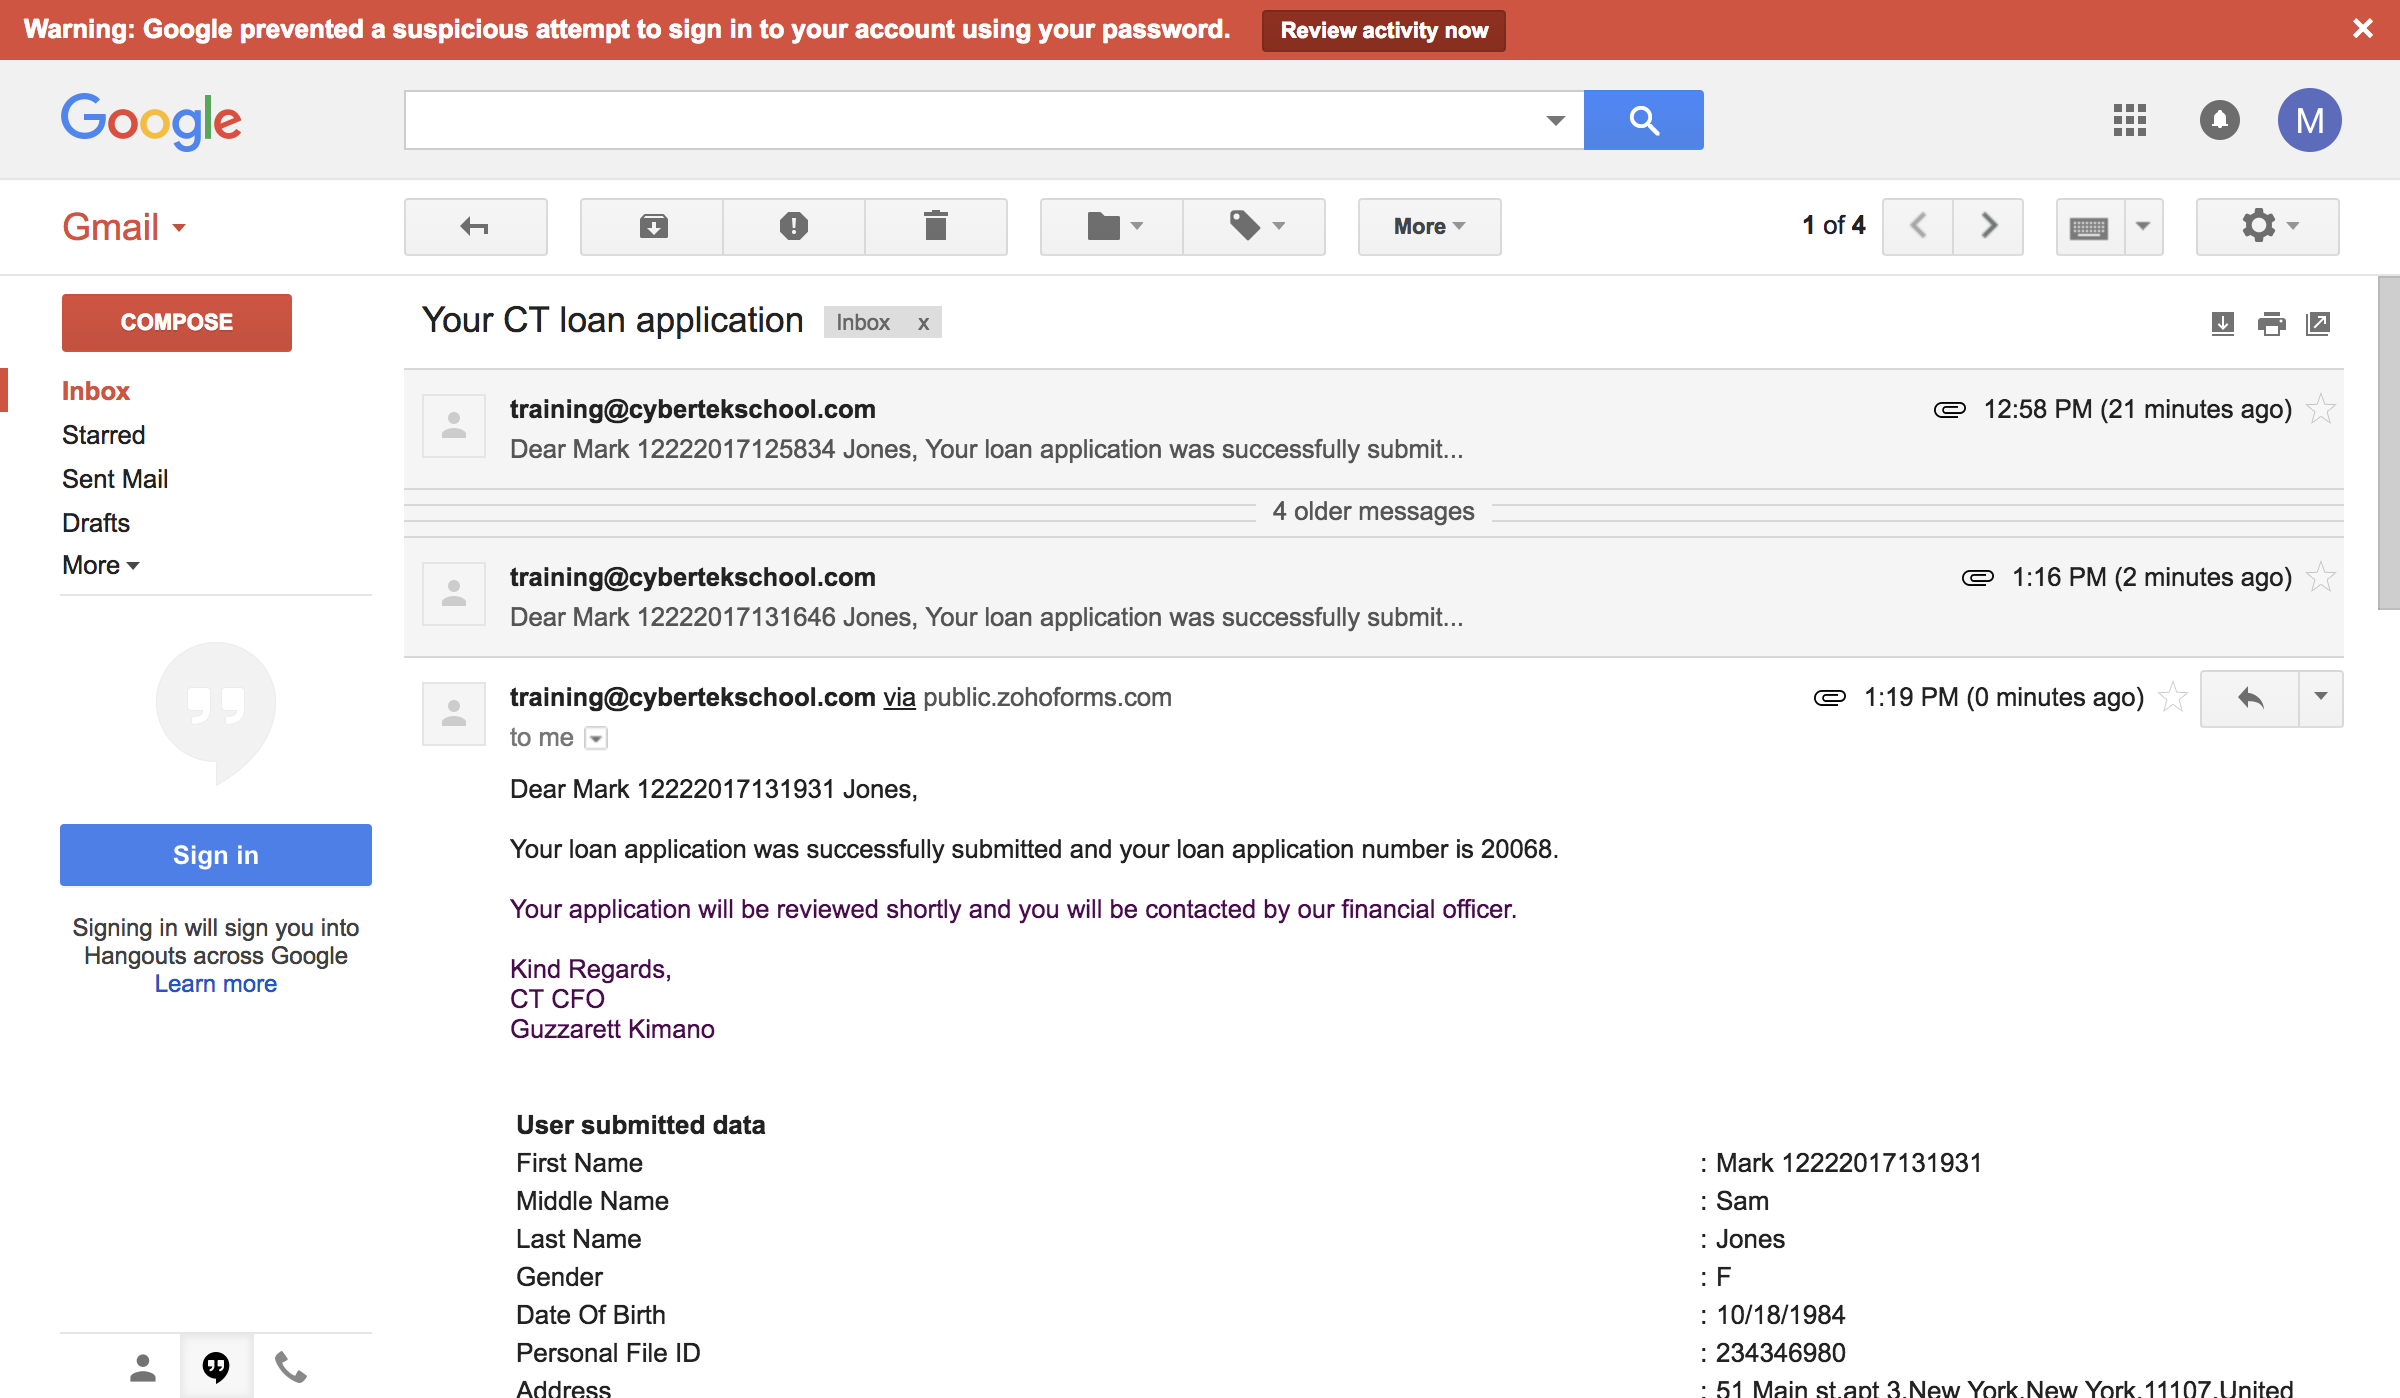 Warning: Google prevented a suspicious attempt to sign in to your account using your password. Review activity now
Google
M
Gmail
More
1 of 4
COMPOSE
Your CT loan application Inbox x
Inbox
Starred
Sent Mail
Drafts
More
training@cybertekschool.com 12:58 PM (21 minutes ago)
Dear Mark 12222017125834 Jones, Your loan application was successfully submit...
4 older messages
training@cybertekschool.com 1:16 PM (2 minutes ago)
Dear Mark 12222017131646 Jones, Your loan application was successfully submit...
training@cybertekschool.com via public.zohoforms.com 1:19 PM (0 minutes ago)
to me
Dear Mark 12222017131931 Jones,
Your loan application was successfully submitted and your loan application number is 20068.
Your application will be reviewed shortly and you will be contacted by our financial officer.
Kind Regards,
CT CFO
Guzzarett Kimano
Sign in
Signing in will sign you into
Hangouts across Google
Learn more
User submitted data
First Name : Mark 12222017131931
Middle Name : Sam
Last Name : Jones
Gender : F
Date Of Birth : 10/18/1984
Personal File ID : 234346980
Address : 51 Main st,apt 3,New York,New York,11107,United